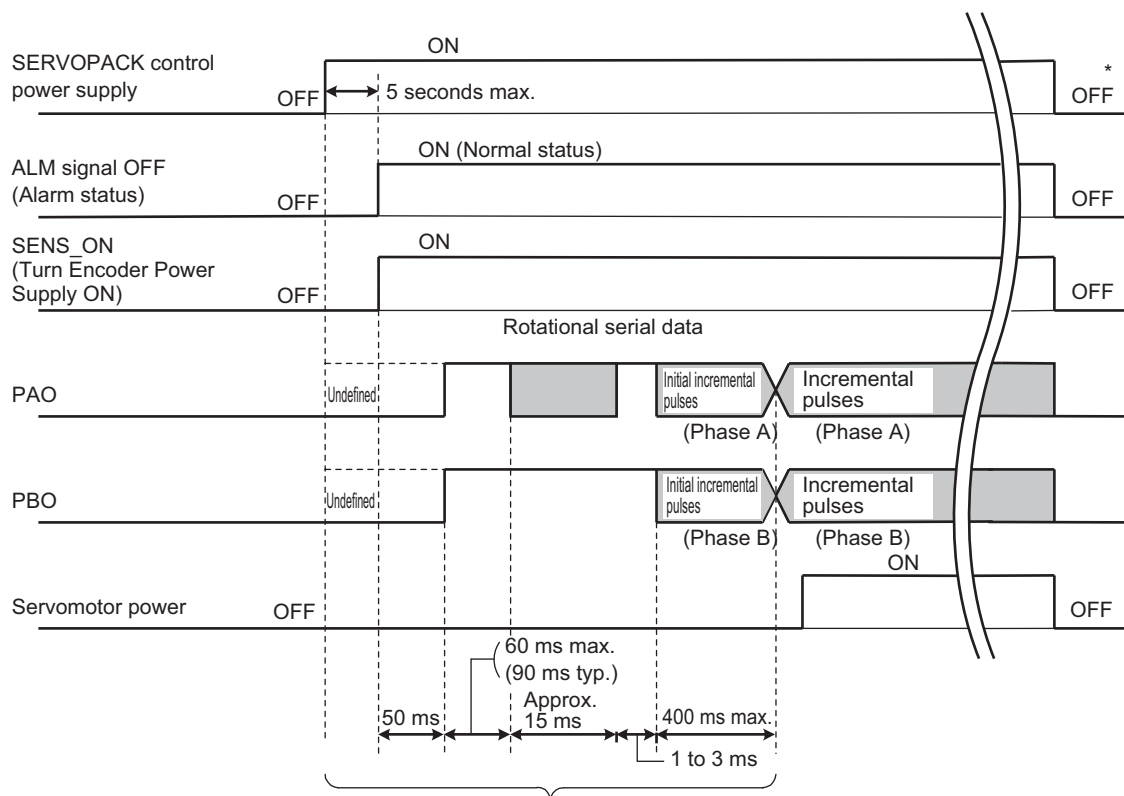 ON
SERVOPACK control
power supply
OFF
5 seconds max.
*
OFF
ON (Normal status)
ALM signal OFF
(Alarm status)
OFF
OFF
SENS_ON
(Turn Encoder Power
Supply ON)
ON
OFF
OFF
Rotational serial data
PAO
Undefined
Initial incremental
pulses
Incremental
pulses
(Phase A)
(Phase A)
PBO
Undefined
Initial incremental
pulses
Incremental
pulses
(Phase B)
(Phase B)
ON
Servomotor power
OFF
OFF
60 ms max.
(90 ms typ.)
Approx.
50 ms
15 ms
400 ms max.
1 to 3 ms